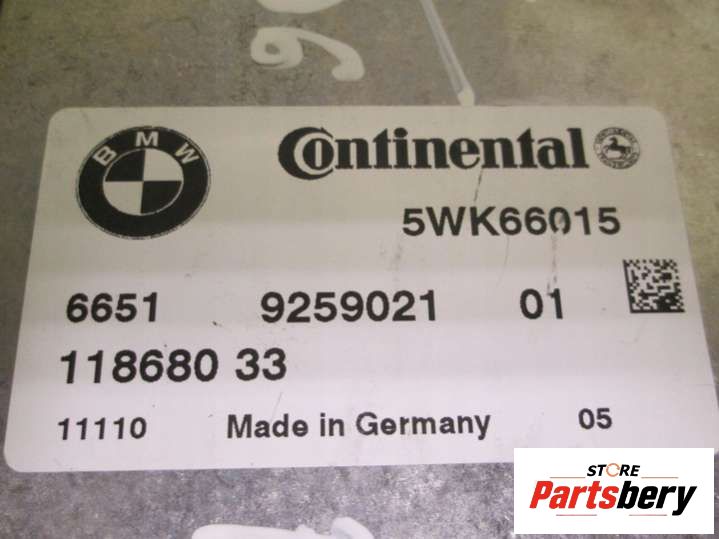 BMW
Continental
5WK66015
6651 9259021 01
118680 33
11110 Made in Germany 05
STORE
Partsbery